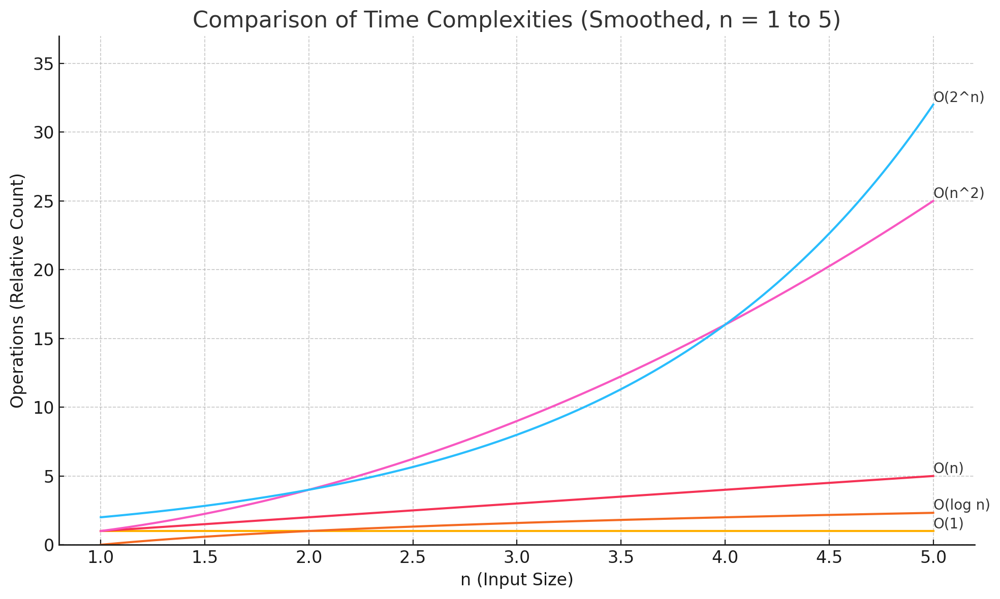 Comparison of Time Complexities (Smoothed, n = 1 to 5)
Operations (Relative Count)
35
30
25
20
15
10
5
0
O(2^n)
O(n^2)
O(n)
O(log n)
O(1)
1.0 1.5 2.0 2.5 3.0 3.5 4.0 4.5 5.0
n (Input Size)